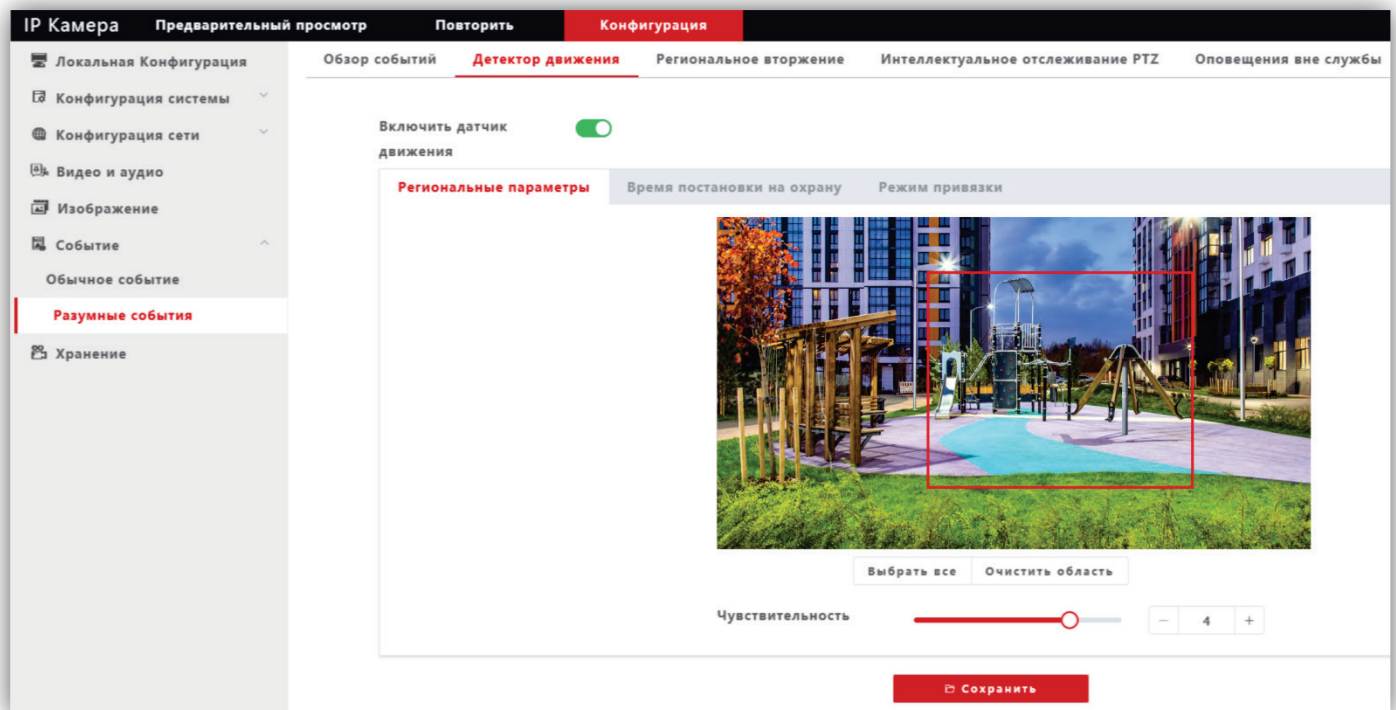 IP Камера Предварительный просмотр Повторить Конфигурация
Локальная Конфигурация
Конфигурация системы
Конфигурация сети
Видео и аудио
Изображение
Событие
Обычное событие
Разумные события
Хранение
Обзор событий Детектор движения Региональное вторжение Интеллектуальное отслеживание PTZ Оповещения вне службы
Включить датчик
движения
Региональные параметры Время постановки на охрану Режим привязки
Выбрать все Очистить область
Чувствительность − 4 +
Сохранить